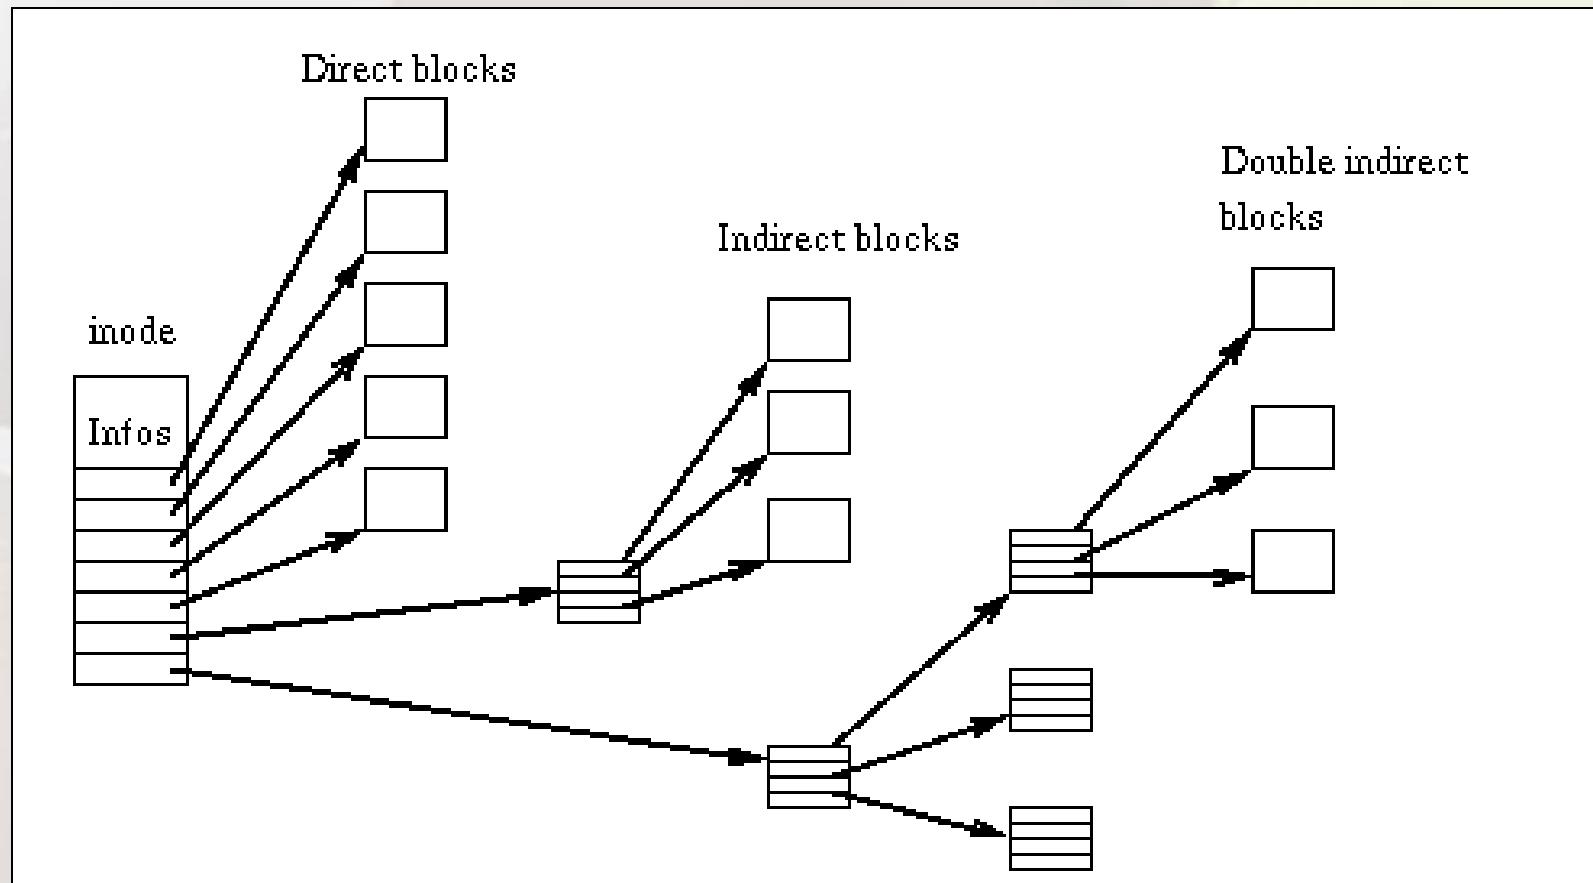 Direct blocks
Double indirect
blocks
Indirect blocks
inode
Infos